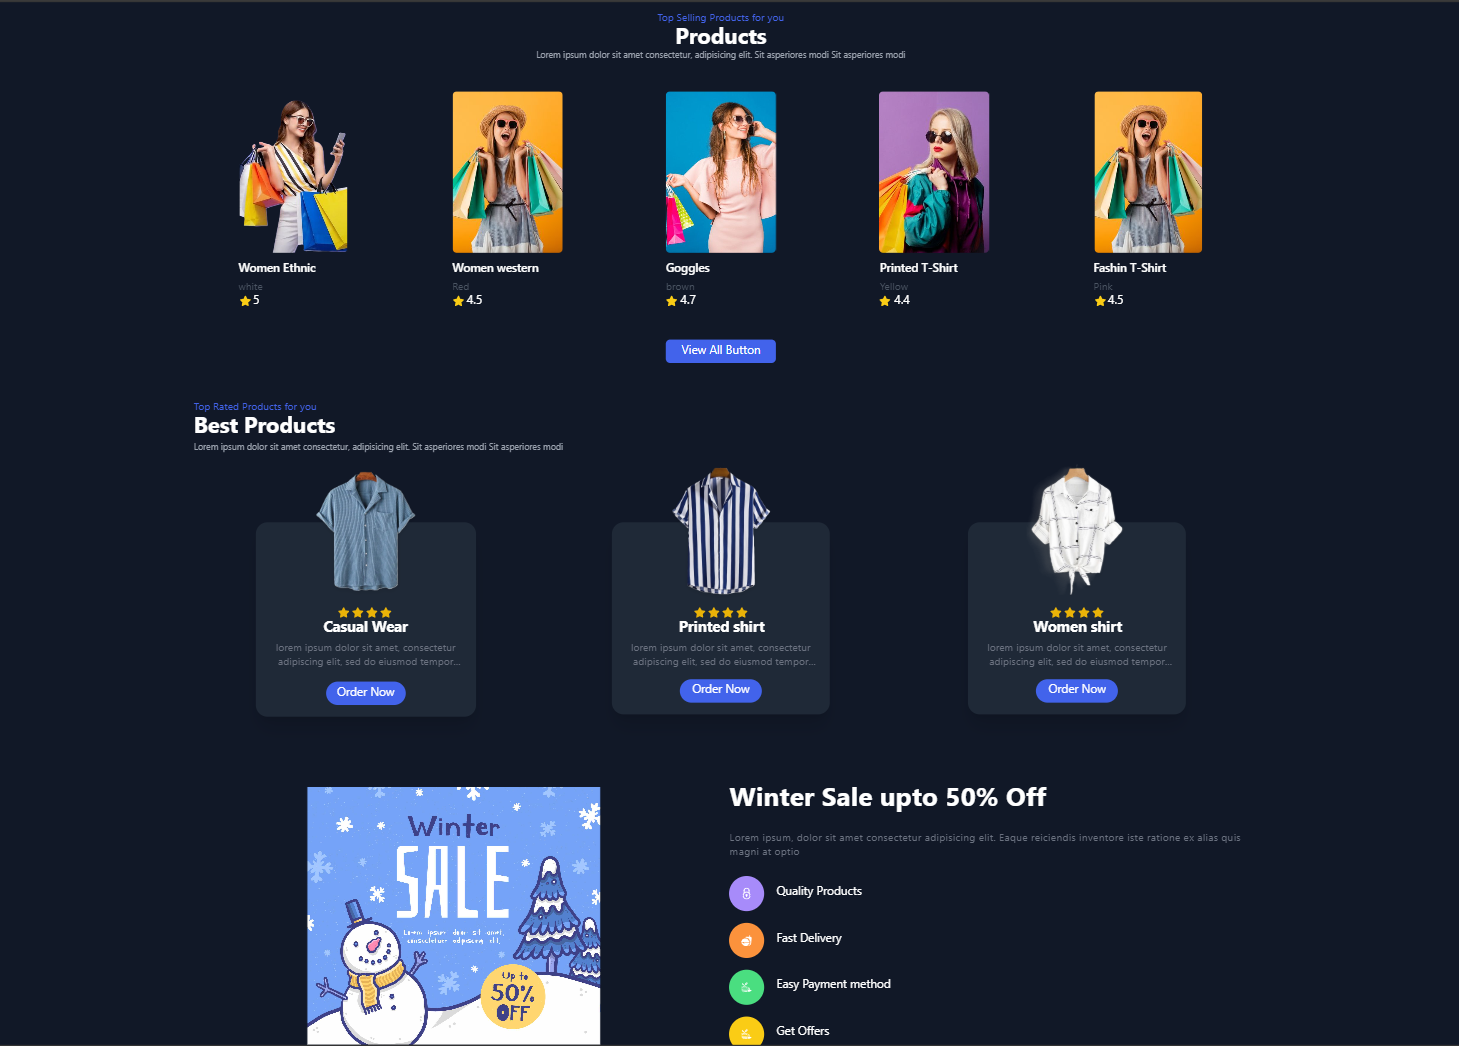 Top Selling Products for you
Products
Lorem ipsum dolor sit amet consectetur, adipisicing elit. Sit asperiores modi Sit asperiores modi
Women Ethnic
white
5
Women western
Red
4.5
Goggles
brown
4.7
Printed T-Shirt
Yellow
4.4
Fashin T-Shirt
Pink
4.5
View All Button
Top Rated Products for you
Best Products
Lorem ipsum dolor sit amet consectetur, adipisicing elit. Sit asperiores modi Sit asperiores modi
Casual Wear
lorem ipsum dolor sit amet, consectetur
adipiscing elit, sed do eiusmod tempor...
Order Now
Printed shirt
lorem ipsum dolor sit amet, consectetur
adipiscing elit, sed do eiusmod tempor...
Order Now
Women shirt
lorem ipsum dolor sit amet, consectetur
adipiscing elit, sed do eiusmod tempor...
Order Now
Winter
SALE
Lorem ipsum dolor sit amet,
consectetuer adipiscing elit,
Up to
50%
OFF
Winter Sale upto 50% Off
Lorem ipsum, dolor sit amet consectetur adipisicing elit. Eaque reiciendis inventore iste ratione ex alias quis
magni at optio
Quality Products
Fast Delivery
Easy Payment method
Get Offers